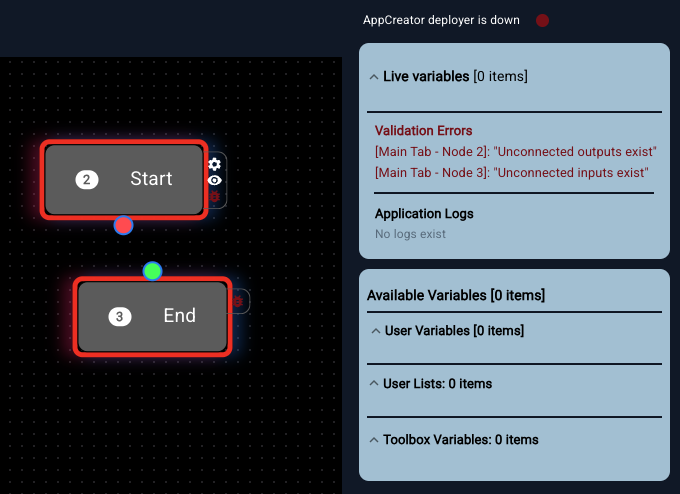 AppCreator deployer is down
Live variables [0 items]
Validation Errors
[Main Tab - Node 2]: "Unconnected outputs exist"
[Main Tab - Node 3]: "Unconnected inputs exist"
Application Logs
No logs exist
Available Variables [0 items]
User Variables [0 items]
User Lists: 0 items
Toolbox Variables: 0 items
2 Start
3 End